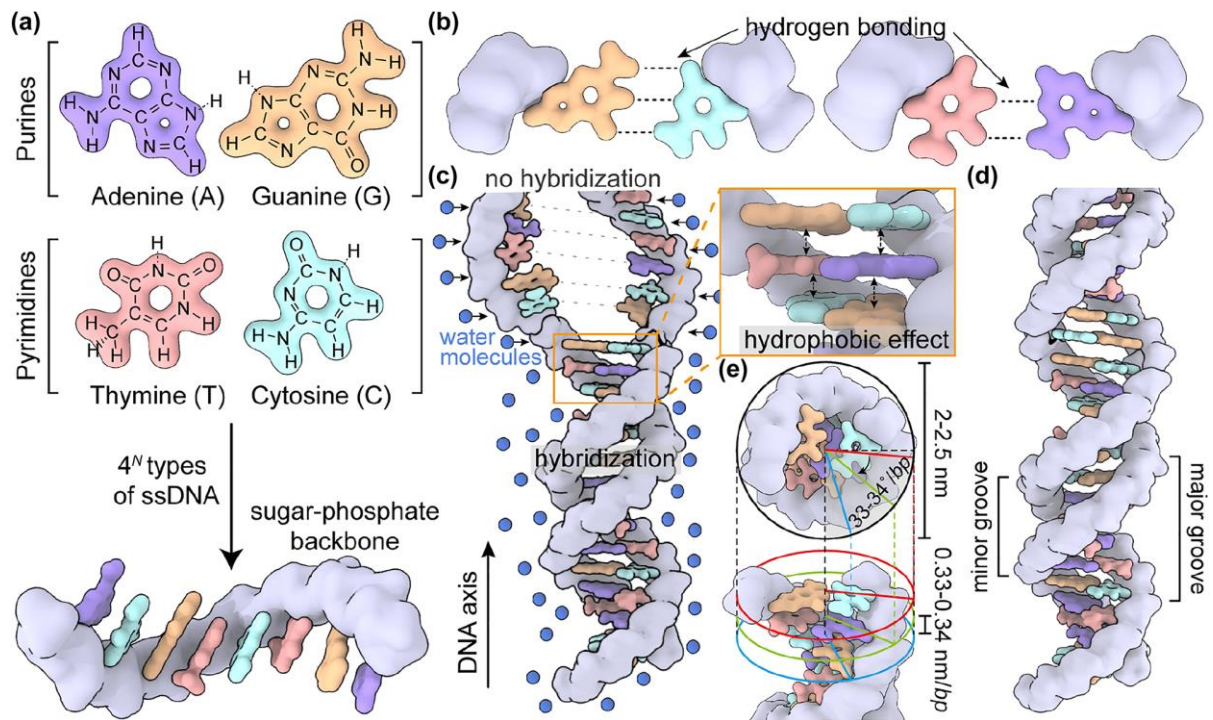 (a)
Purines
Adenine (A)
Guanine (G)
Pyrimidines
Thymine (T)
Cytosine (C)
4^N types
of ssDNA
sugar-phosphate
backbone
(b)
hydrogen bonding
(c)
no hybridization
water
molecules
hybridization
DNA axis
hydrophobic effect
(e)
33-34°/bp
2-2.5 nm
0.33-0.34 nm/bp
(d)
minor groove
major groove
N
N
N
N
N
H
H
H
H
H
H
N
N
N
N
N
H
H
H
H
H
O
O
O
N
N
H
H
H
H
H
H
O
N
N
N
H
H
H
H
H